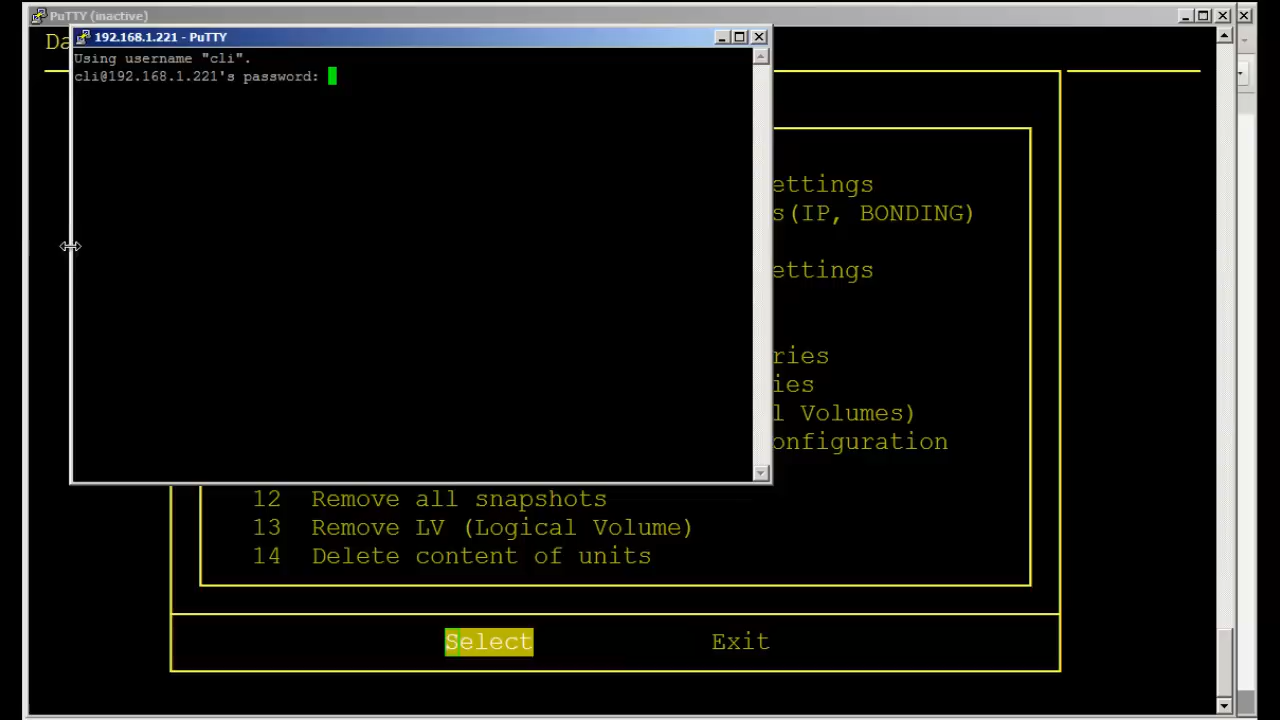 PuTTY (inactive)
Da
192.168.1.221 - PuTTY
Using username "cli".
cli@192.168.1.221's password:
ettings
s(IP, BONDING)
ettings
ries
ies
l Volumes)
onfiguration
12 Remove all snapshots
13 Remove LV (Logical Volume)
14 Delete content of units
Select Exit